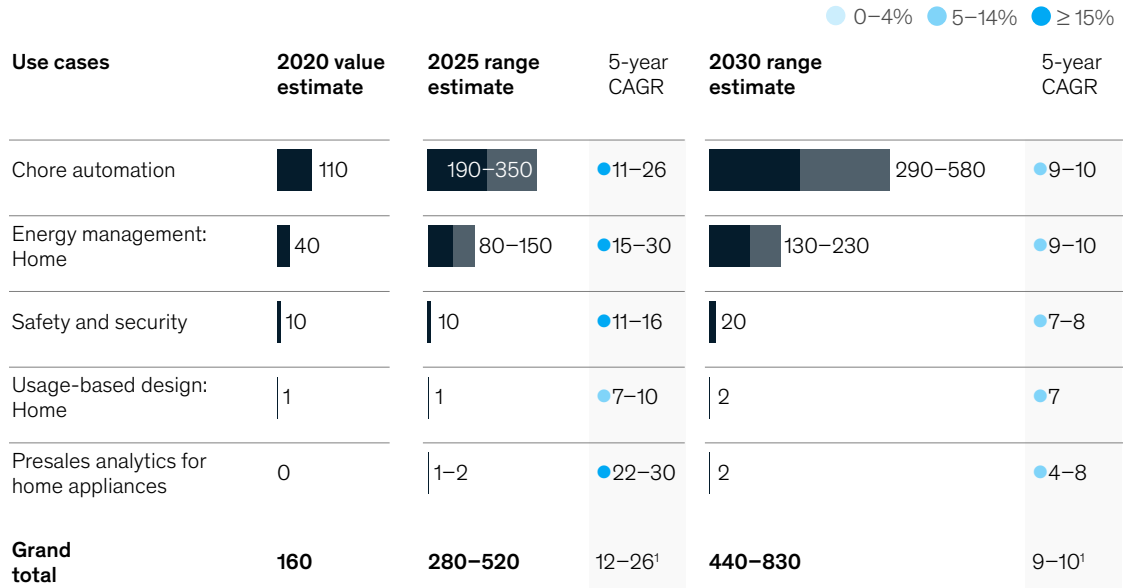 0–4% 5–14% ≥ 15%
Use cases 2020 value estimate 2025 range estimate 5-year CAGR 2030 range estimate 5-year CAGR
Chore automation 110 190–350 11–26 290–580 9–10
Energy management: Home 40 80–150 15–30 130–230 9–10
Safety and security 10 10 11–16 20 7–8
Usage-based design: Home 1 1 7–10 2 7
Presales analytics for home appliances 0 1–2 22–30 2 4–8
Grand total 160 280–520 12–26¹ 440–830 9–10¹